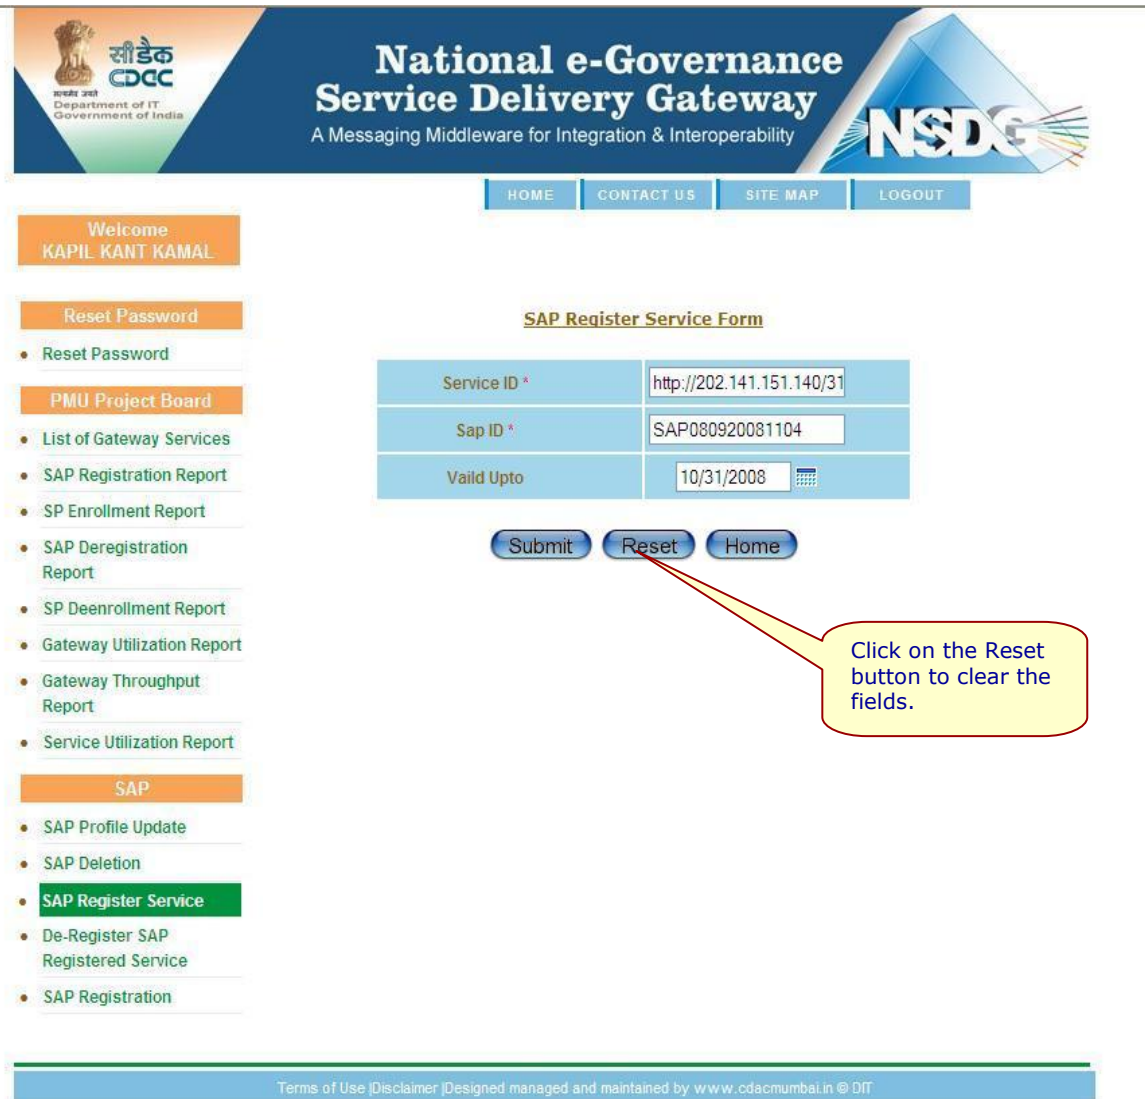 सीडैक
CDAC
सत्यमेव जयते
Department of IT
Government of India
National e-Governance
Service Delivery Gateway
A Messaging Middleware for Integration & Interoperability
NSDG
HOME
CONTACT US
SITE MAP
LOGOUT
Welcome
KAPIL KANT KAMAL
Reset Password
Reset Password
PMU Project Board
List of Gateway Services
SAP Registration Report
SP Enrollment Report
SAP Deregistration
Report
SP Deenrollment Report
Gateway Utilization Report
Gateway Throughput
Report
Service Utilization Report
SAP
SAP Profile Update
SAP Deletion
SAP Register Service
De-Register SAP
Registered Service
SAP Registration
SAP Register Service Form
Service ID * http://202.141.151.140/31
Sap ID * SAP080920081104
Vaild Upto 10/31/2008
Submit Reset Home
Click on the Reset
button to clear the
fields.
Terms of Use |Disclaimer |Designed managed and maintained by www.cdacmumbai.in © DIT